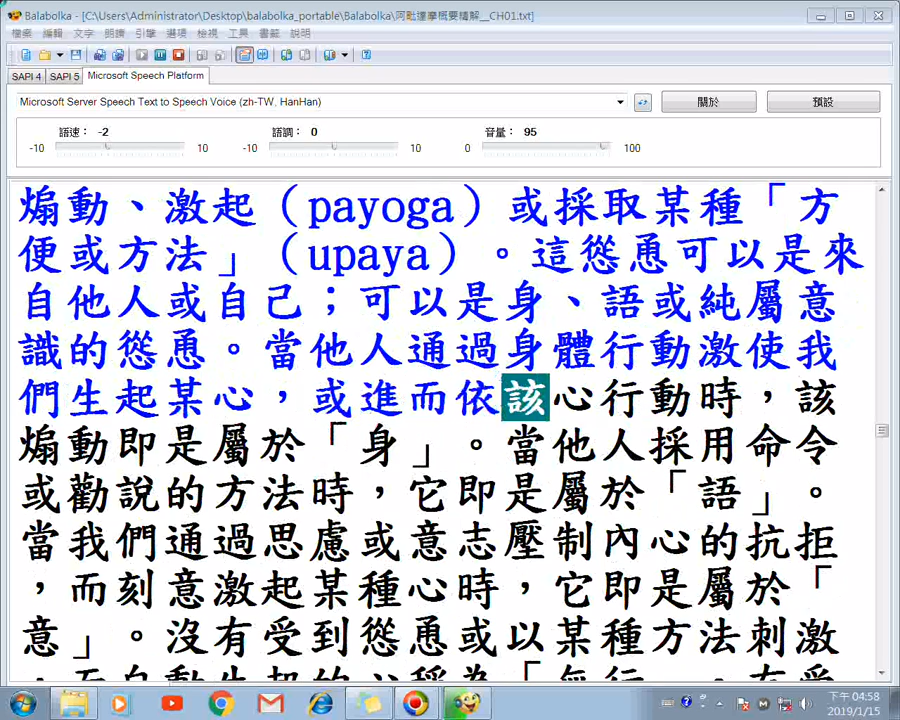 Balabolka - [C:\Users\Administrator\Desktop\balabolka_portable\Balabolka\阿毗達摩概要精解__CH01.txt]
檔案 編輯 文字 朗讀 引擎 選項 檢視 工具 書籤 說明
SAPI 4 SAPI 5 Microsoft Speech Platform
Microsoft Server Speech Text to Speech Voice (zh-TW, HanHan) 關於 預設
語速： -2 語調： 0 音量： 95
-10 10 -10 10 0 100
煽動、激起（payoga）或採取某種「方
便或方法」（upaya）。這慫恿可以是來
自他人或自己；可以是身、語或純屬意
識的慫恿。當他人通過身體行動激使我
們生起某心，或進而依該心行動時，該
煽動即是屬於「身」。當他人採用命令
或勸說的方法時，它即是屬於「語」。
當我們通過思慮或意志壓制內心的抗拒
，而刻意激起某種心時，它即是屬於「
意」。沒有受到慫恿或以某種方法刺激
下午 04:58
2019/1/15